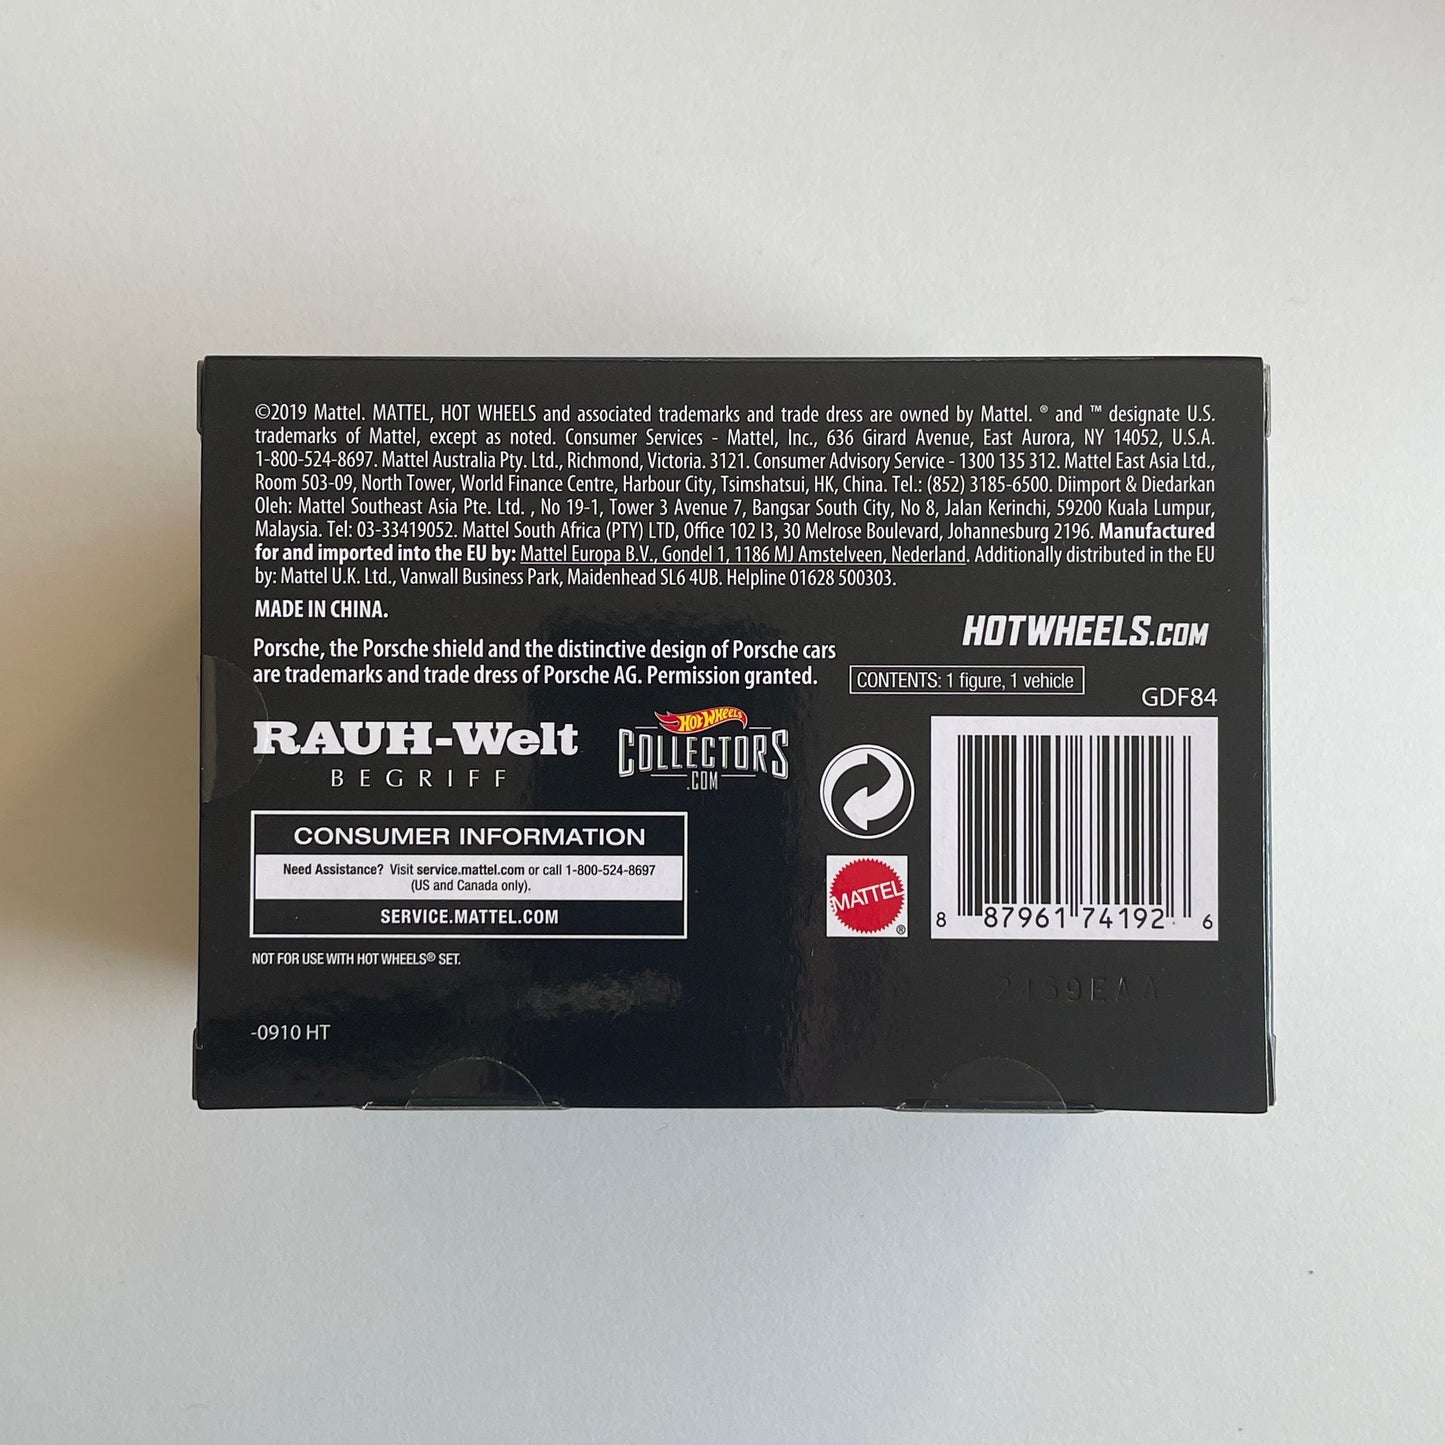 ©2019 Mattel. MATTEL, HOT WHEELS and associated trademarks and trade dress are owned by Mattel. ® and ™ designate U.S.
trademarks of Mattel, except as noted. Consumer Services - Mattel, Inc., 636 Girard Avenue, East Aurora, NY 14052, U.S.A.
1-800-524-8697. Mattel Australia Pty. Ltd., Richmond, Victoria. 3121. Consumer Advisory Service - 1300 135 312. Mattel East Asia Ltd.,
Room 503-09, North Tower, World Finance Centre, Harbour City, Tsimshatsui, HK, China. Tel.: (852) 3185-6500. Diimport & Diedarkan
Oleh: Mattel Southeast Asia Pte. Ltd. , No 19-1, Tower 3 Avenue 7, Bangsar South City, No 8, Jalan Kerinchi, 59200 Kuala Lumpur,
Malaysia. Tel: 03-33419052. Mattel South Africa (PTY) LTD, Office 102 I3, 30 Melrose Boulevard, Johannesburg 2196. Manufactured
for and imported into the EU by: Mattel Europa B.V., Gondel 1, 1186 MJ Amstelveen, Nederland. Additionally distributed in the EU
by: Mattel U.K. Ltd., Vanwall Business Park, Maidenhead SL6 4UB. Helpline 01628 500303.
MADE IN CHINA.
Porsche, the Porsche shield and the distinctive design of Porsche cars
are trademarks and trade dress of Porsche AG. Permission granted.
HOTWHEELS.COM
CONTENTS: 1 figure, 1 vehicle
GDF84
RAUH-Welt
BEGRIFF
HOT WHEELS
COLLECTORS
.COM
CONSUMER INFORMATION
Need Assistance? Visit service.mattel.com or call 1-800-524-8697
(US and Canada only).
SERVICE.MATTEL.COM
MATTEL
®
8 87961 74192 6
NOT FOR USE WITH HOT WHEELS® SET.
-0910 HT